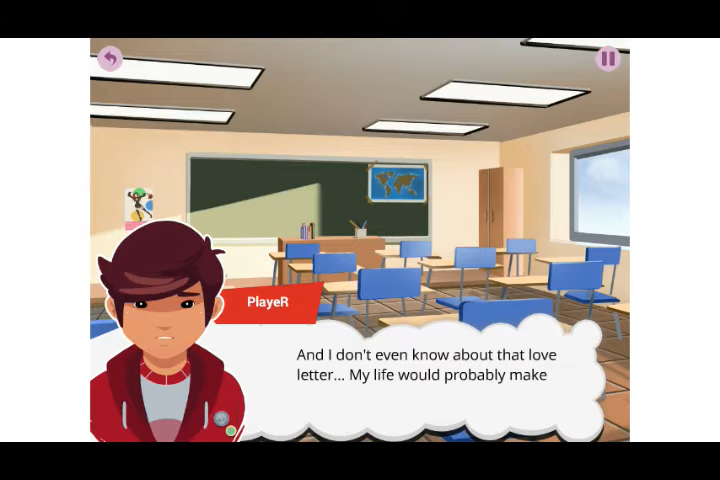 PlayeR
And I don't even know about that love
letter... My life would probably make